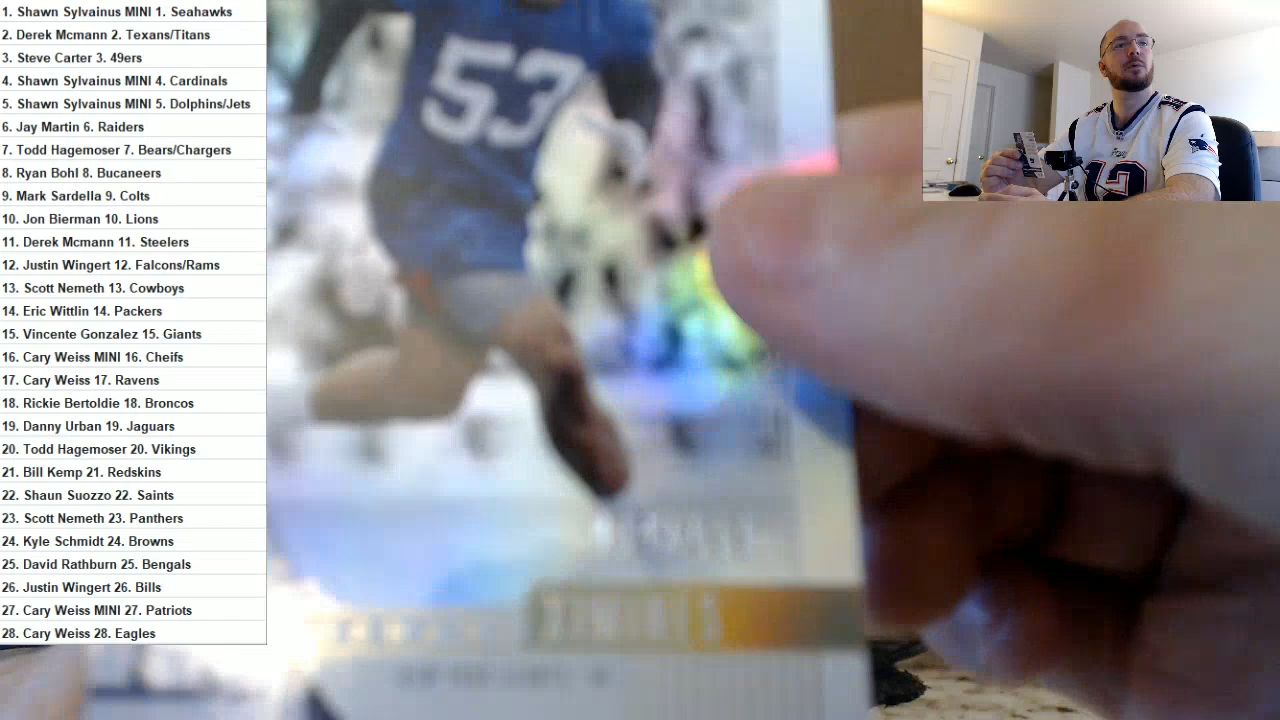 1. Shawn Sylvainus MINI 1. Seahawks
2. Derek Mcmann 2. Texans/Titans
3. Steve Carter 3. 49ers
4. Shawn Sylvainus MINI 4. Cardinals
5. Shawn Sylvainus MINI 5. Dolphins/Jets
6. Jay Martin 6. Raiders
7. Todd Hagemoser 7. Bears/Chargers
8. Ryan Bohl 8. Bucaneers
9. Mark Sardella 9. Colts
10. Jon Bierman 10. Lions
11. Derek Mcmann 11. Steelers
12. Justin Wingert 12. Falcons/Rams
13. Scott Nemeth 13. Cowboys
14. Eric Wittlin 14. Packers
15. Vincente Gonzalez 15. Giants
16. Cary Weiss MINI 16. Cheifs
17. Cary Weiss 17. Ravens
18. Rickie Bertoldie 18. Broncos
19. Danny Urban 19. Jaguars
20. Todd Hagemoser 20. Vikings
21. Bill Kemp 21. Redskins
22. Shaun Suozzo 22. Saints
23. Scott Nemeth 23. Panthers
24. Kyle Schmidt 24. Browns
25. David Rathburn 25. Bengals
26. Justin Wingert 26. Bills
27. Cary Weiss MINI 27. Patriots
28. Cary Weiss 28. Eagles
53
12